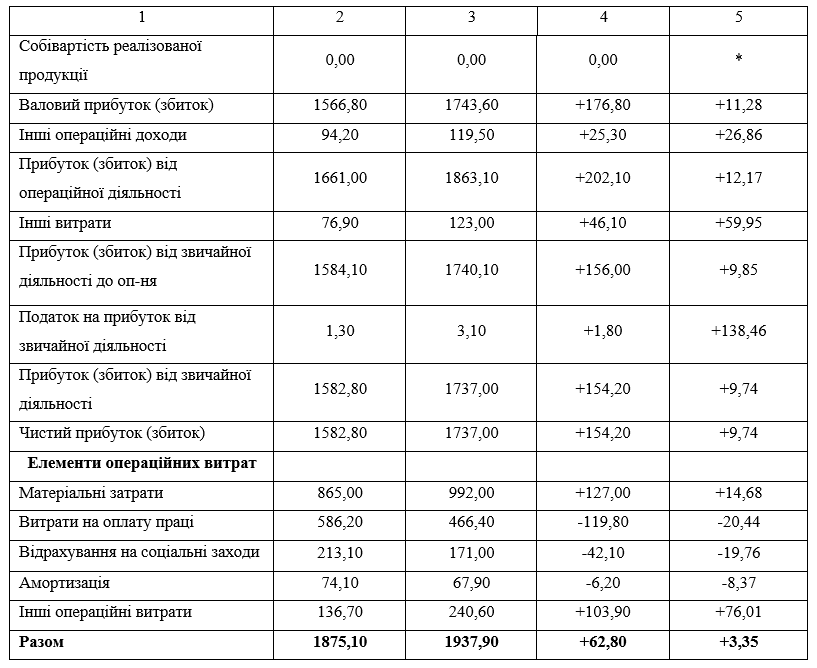 1 2 3 4 5
Собівартість реалізованої
продукції 0,00 0,00 0,00 *
Валовий прибуток (збиток) 1566,80 1743,60 +176,80 +11,28
Інші операційні доходи 94,20 119,50 +25,30 +26,86
Прибуток (збиток) від
операційної діяльності 1661,00 1863,10 +202,10 +12,17
Інші витрати 76,90 123,00 +46,10 +59,95
Прибуток (збиток) від звичайної
діяльності до оп-ня 1584,10 1740,10 +156,00 +9,85
Податок на прибуток від
звичайної діяльності 1,30 3,10 +1,80 +138,46
Прибуток (збиток) від звичайної
діяльності 1582,80 1737,00 +154,20 +9,74
Чистий прибуток (збиток) 1582,80 1737,00 +154,20 +9,74
Елементи операційних витрат
Матеріальні затрати 865,00 992,00 +127,00 +14,68
Витрати на оплату праці 586,20 466,40 -119,80 -20,44
Відрахування на соціальні заходи 213,10 171,00 -42,10 -19,76
Амортизація 74,10 67,90 -6,20 -8,37
Інші операційні витрати 136,70 240,60 +103,90 +76,01
Разом 1875,10 1937,90 +62,80 +3,35